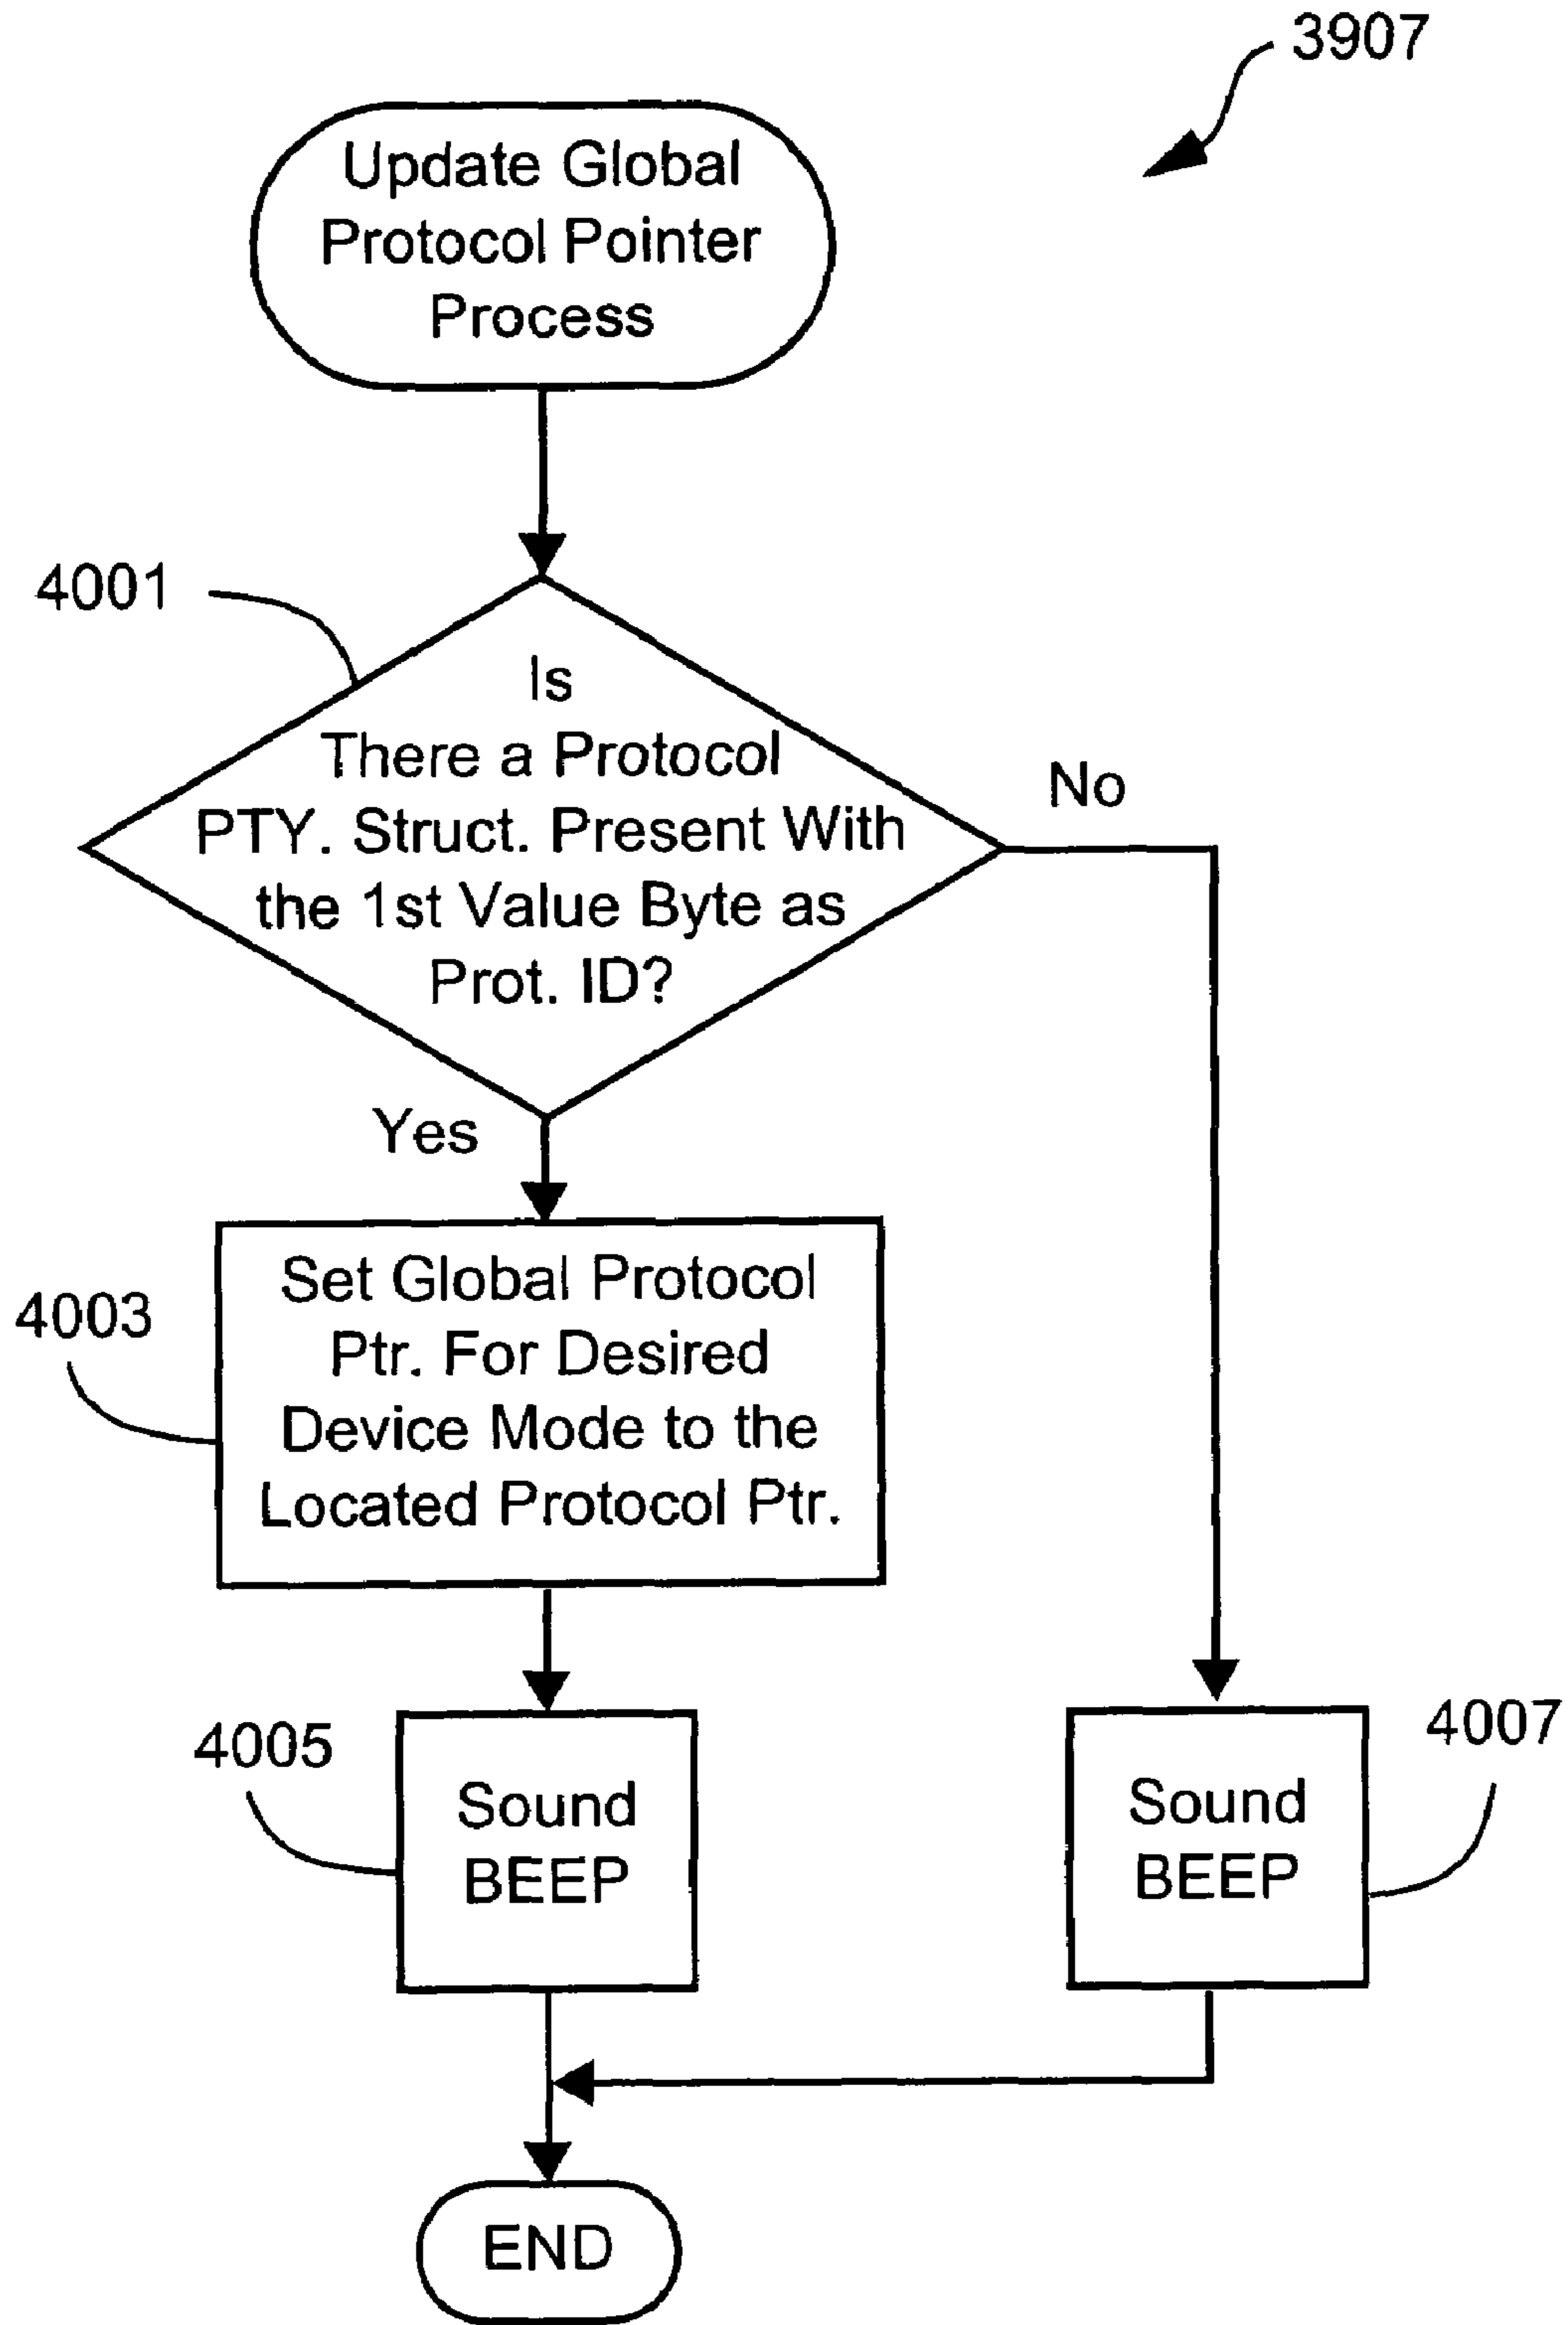 3907
Update Global
Protocol Pointer
Process
4001
Is
There a Protocol
PTY. Struct. Present With
the 1st Value Byte as
Prot. ID?
No
Yes
4003
Set Global Protocol
Ptr. For Desired
Device Mode to the
Located Protocol Ptr.
4005
Sound
BEEP
4007
Sound
BEEP
END